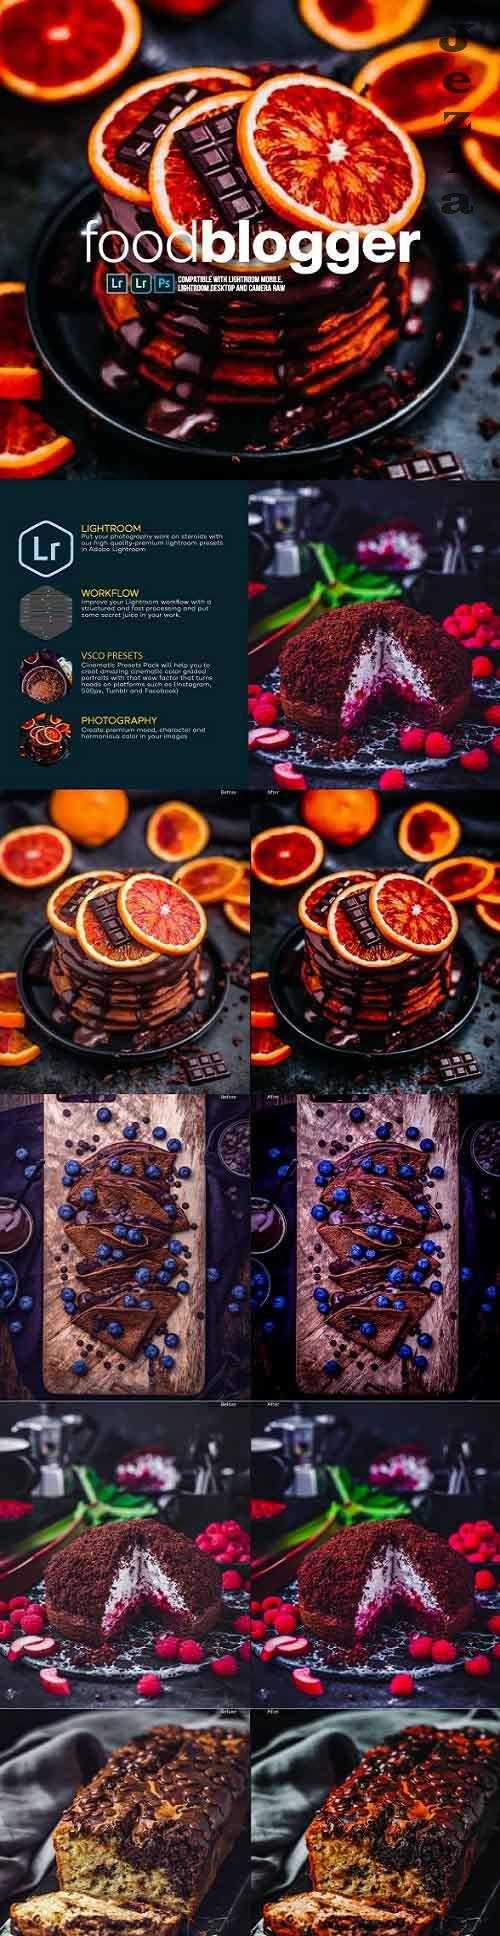 Jezla
foodblogger
Lr Lr Ps
COMPATIBLE WITH LIGHTROOM MOBILE,
LIGHTROOM DESKTOP AND CAMERA RAW
Lr
LIGHTROOM
Put your photography work on steroids with
our high quality-premium lightroom presets
in Adobe Lightroom
WORKFLOW
Improve your Lightroom workflow with a
structured and fast processing and put
some secret juice in your work.
VSCO PRESETS
Cinematic Presets Pack will help you to
creat amazing cinematic color graded
portraits with that wow factor that turns
heads on platforms such as (Instagram,
500px, Tumblr and Facebook)
PHOTOGRAPHY
Create premium mood, character and
harmonious color in your images
Before
After
Before
After
Before
After
Before
After